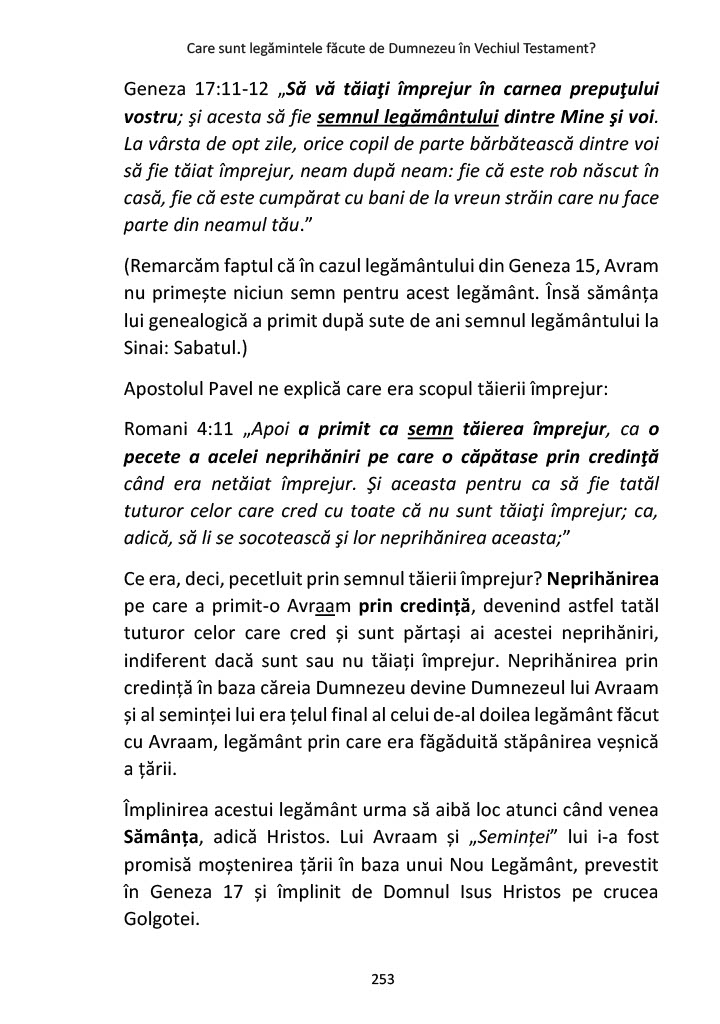 Care sunt legămintele făcute de Dumnezeu în Vechiul Testament?
Geneza 17:11-12 „Să vă tăiaţi împrejur în carnea prepuţului
vostru; şi acesta să fie semnul legământului dintre Mine şi voi.
La vârsta de opt zile, orice copil de parte bărbătească dintre voi
să fie tăiat împrejur, neam după neam: fie că este rob născut în
casă, fie că este cumpărat cu bani de la vreun străin care nu face
parte din neamul tău.”
(Remarcăm faptul că în cazul legământului din Geneza 15, Avram
nu primește niciun semn pentru acest legământ. Însă sământa
lui genealogică a primit după sute de ani semnul legământului la
Sinai: Sabatul.)
Apostolul Pavel ne explică care era scopul tăierii împrejur:
Romani 4:11 „Apoi a primit ca semn tăierea împrejur, ca o
pecete a acelei neprihăniri pe care o căpătase prin credinţă
când era netăiat împrejur. Şi aceasta pentru ca să fie tatăl
tuturor celor care cred cu toate că nu sunt tăiaţi împrejur; ca,
adică, să li se socotească şi lor neprihănirea aceasta;”
Ce era, deci, pecetluit prin semnul tăierii împrejur? Neprihănirea
pe care a primit-o Avraam prin credință, devenind astfel tatăl
tuturor celor care cred și sunt părtași ai acestei neprihăniri,
indiferent dacă sunt sau nu tăiați împrejur. Neprihănirea prin
credință în baza căreia Dumnezeu devine Dumnezeul lui Avraam
și al seminței lui era țelul final al celui de-al doilea legământ făcut
cu Avraam, legământ prin care era făgăduită stăpânirea veșnică
a țării.
Împlinirea acestui legământ urma să aibă loc atunci când venea
Sămânța, adică Hristos. Lui Avraam și „Seminței” lui i-a fost
promisă moștenirea țării în baza unui Nou Legământ, prevestit
în Geneza 17 și împlinit de Domnul Isus Hristos pe crucea
Golgotei.
253